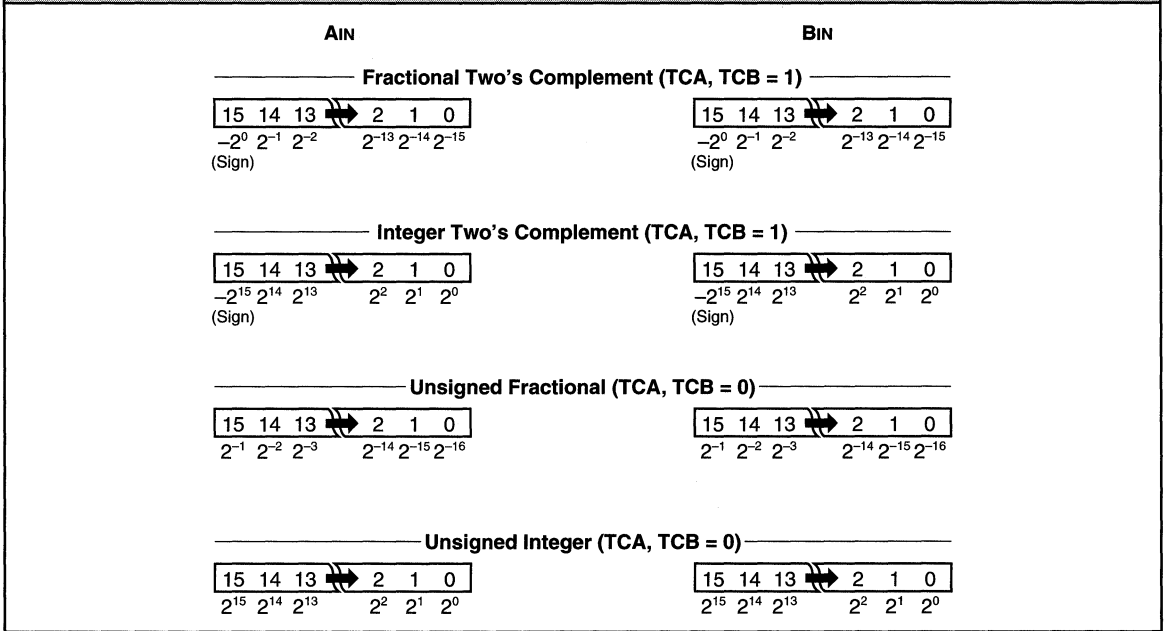 AIN BIN
Fractional Two's Complement (TCA, TCB = 1)
15 14 13 2 1 0 15 14 13 2 1 0
–2⁰ 2⁻¹ 2⁻² 2⁻¹³ 2⁻¹⁴ 2⁻¹⁵ –2⁰ 2⁻¹ 2⁻² 2⁻¹³ 2⁻¹⁴ 2⁻¹⁵
(Sign) (Sign)
Integer Two's Complement (TCA, TCB = 1)
15 14 13 2 1 0 15 14 13 2 1 0
–2¹⁵ 2¹⁴ 2¹³ 2² 2¹ 2⁰ –2¹⁵ 2¹⁴ 2¹³ 2² 2¹ 2⁰
(Sign) (Sign)
Unsigned Fractional (TCA, TCB = 0)
15 14 13 2 1 0 15 14 13 2 1 0
2⁻¹ 2⁻² 2⁻³ 2⁻¹⁴ 2⁻¹⁵ 2⁻¹⁶ 2⁻¹ 2⁻² 2⁻³ 2⁻¹⁴ 2⁻¹⁵ 2⁻¹⁶
Unsigned Integer (TCA, TCB = 0)
15 14 13 2 1 0 15 14 13 2 1 0
2¹⁵ 2¹⁴ 2¹³ 2² 2¹ 2⁰ 2¹⁵ 2¹⁴ 2¹³ 2² 2¹ 2⁰